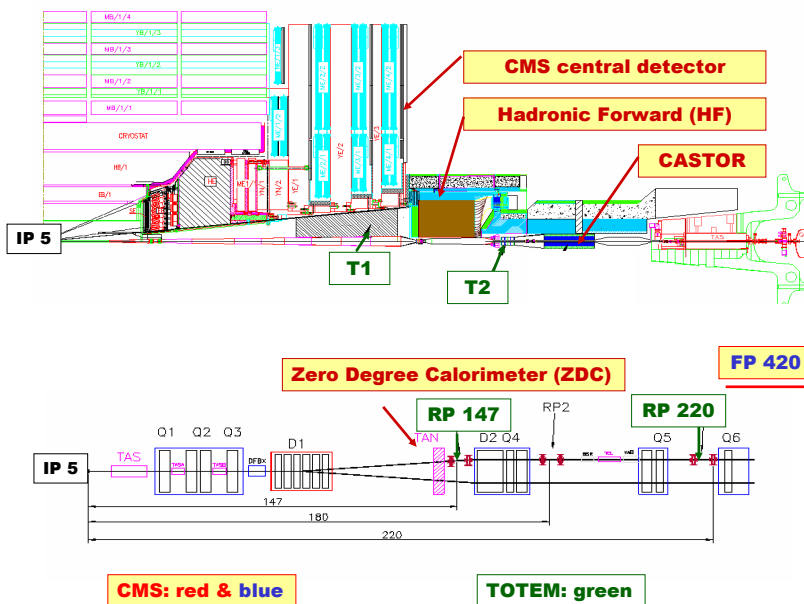 MB/1/4
YB/1/3
MB/1/3
YB/1/2
MB/1/2
YB/1/1
MB/1/1
CRYOSTAT
HB/1
EB/1
HE
ME1
YN/1
YN/2
YE/1
YE/2
YE/3
CMS central detector
Hadronic Forward (HF)
CASTOR
TAS
IP 5
T1
T2
FP 420
Zero Degree Calorimeter (ZDC)
RP 147
RP2
RP 220
TAN
Q1 Q2 Q3 D1 D2 Q4 Q5 Q6
TAS
DFBX
IP 5
147
180
220
CMS: red & blue
TOTEM: green